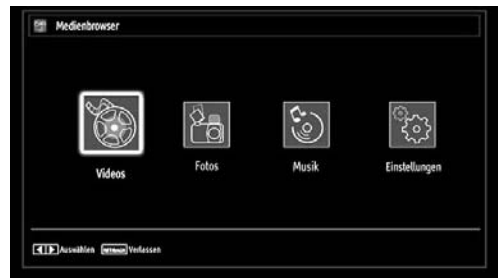 Medienbrowser
Videos
Fotos
Musik
Einstellungen
Auswählen Verlassen